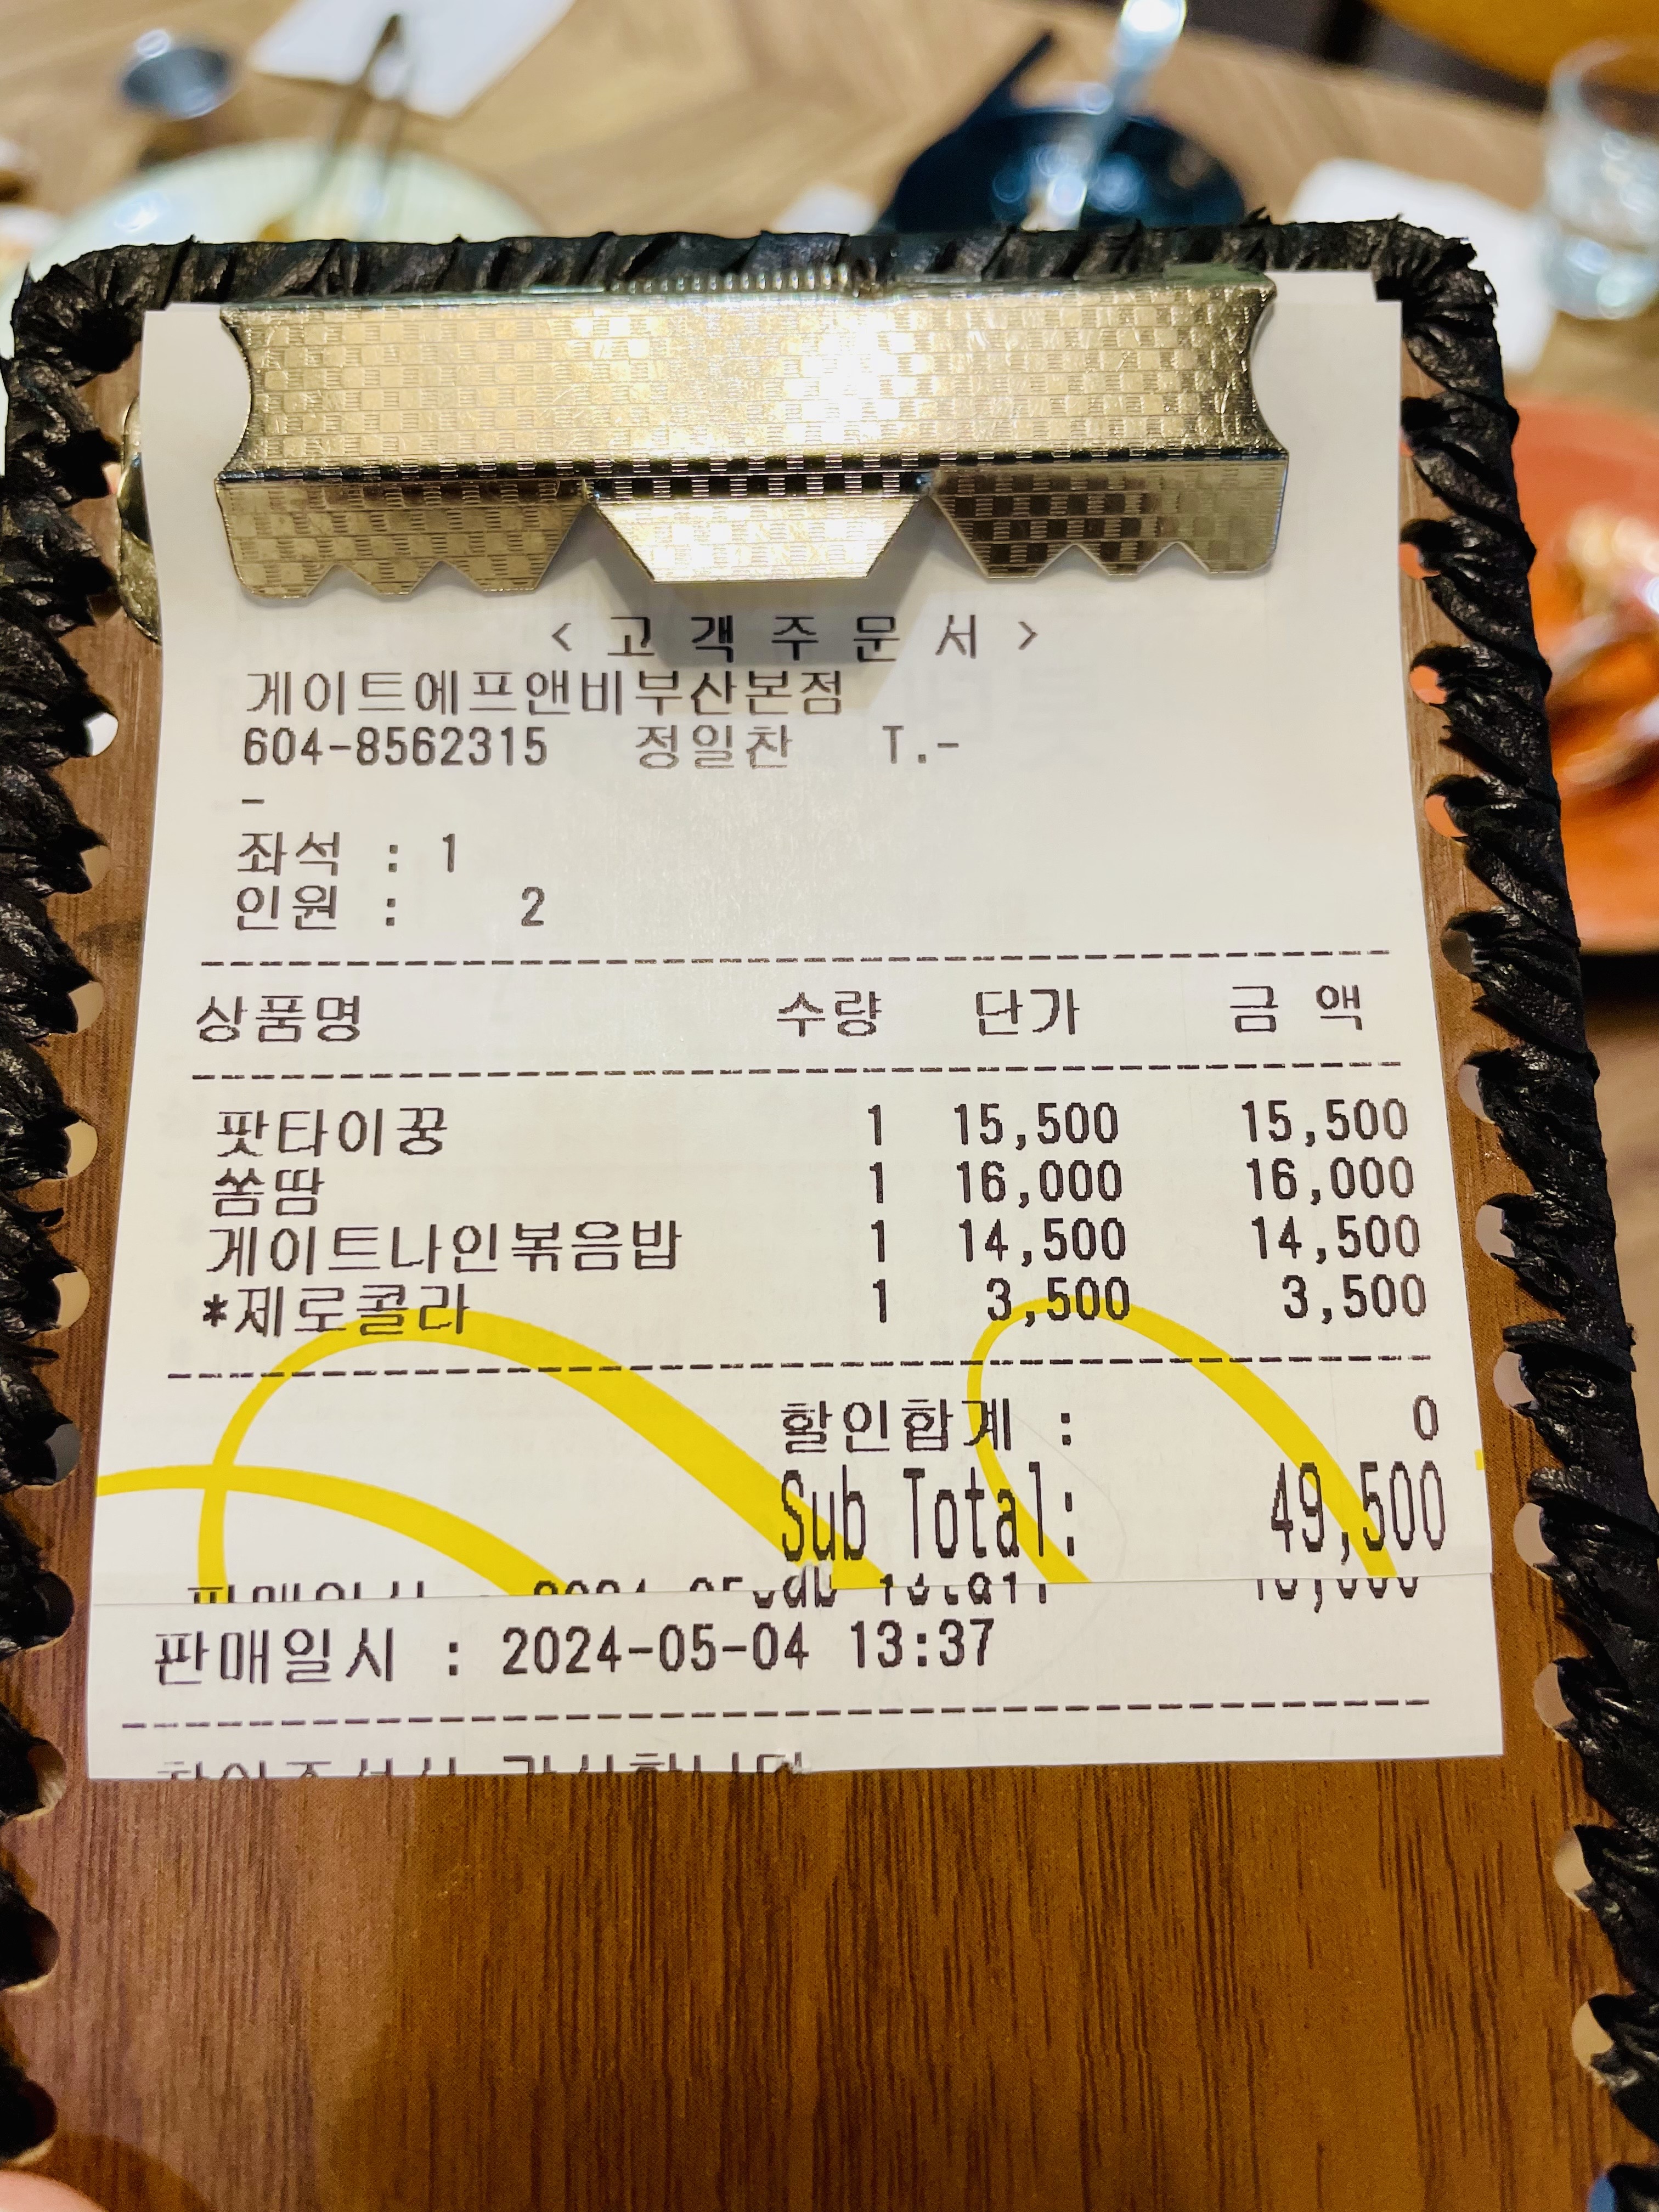 < 고 객 주 문 서 >
게이트에프앤비부산본점
604-8562315 정일찬 T.-
-
좌석 : 1
인원 : 2
상품명 수량 단가 금 액
팟타이꿍 1 15,500 15,500
쏨땀 1 16,000 16,000
게이트나인볶음밥 1 14,500 14,500
*제로콜라 1 3,500 3,500
할인합계 : 0
Sub Total: 49,500
판매일시 : 2024-05-04 13:37